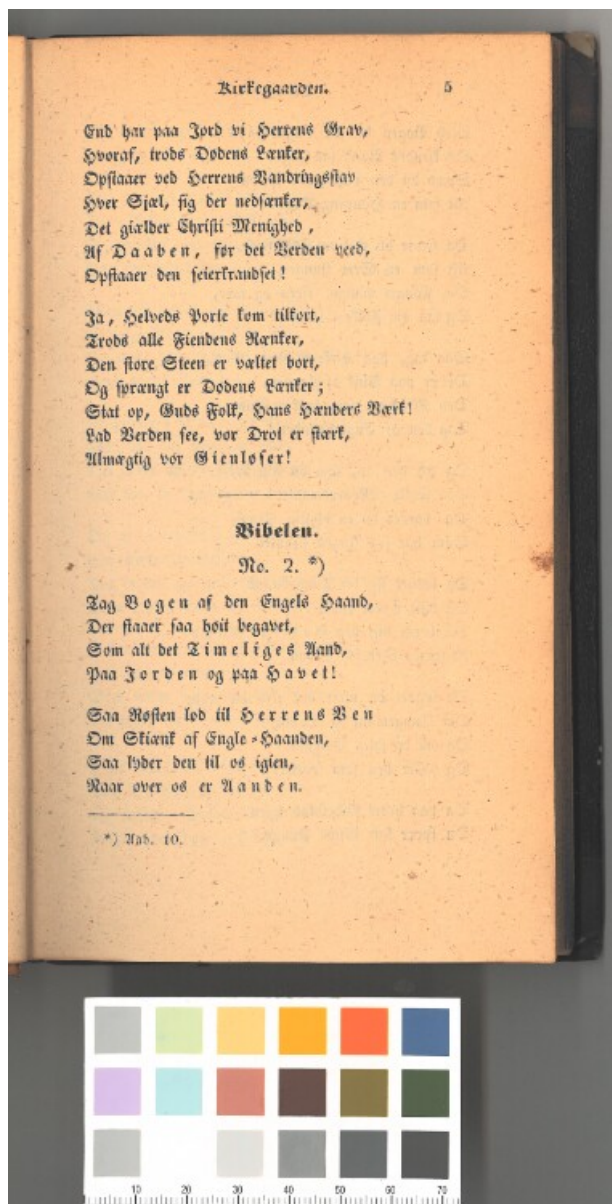 Kirkegaarden. 5
End har paa Jord vi Herrens Grav,
Hvoraf, trods Dødens Lænker,
Opstaaer ved Herrens Vandringsstav
Hver Sjæl, sig der nedsænker,
Det giælder Christi Menighed,
Af Daaben, før det Verden veed,
Opstaaer den seierkrandset!
Ja, Helveds Porte kom tilkort,
Trods alle Fiendens Rænker,
Den store Steen er væltet bort,
Og sprængt er Dødens Lænker;
Stat op, Guds Folk, Hans Hænders Værk!
Lad Verden see, vor Drot er stærk,
Almægtig vor Gienløser!
Bibelen.
No. 2. *)
Tag Bogen af den Engels Haand,
Der staaer saa høit begavet,
Som alt det Timeliges Aand,
Paa Jorden og paa Havet!
Saa Røsten lød til Herrens Ven
Om Skiænk af Engle-Haanden,
Saa lyder den til os igien,
Naar over os er Aanden.
*) Aab. 10.
10 20 30 40 50 60 70